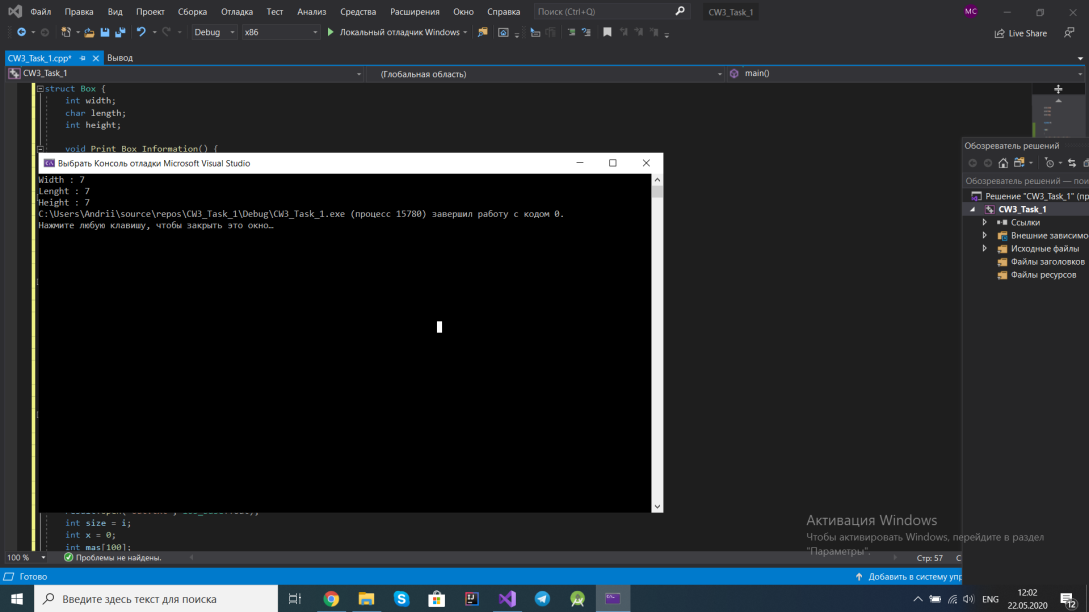 Файл Правка Вид Проект Сборка Отладка Тест Анализ Средства Расширения Окно Справка Поиск (Ctrl+Q) CW3_Task_1 MC
Debug x86 Локальный отладчик Windows Live Share
CW3_Task_1.cpp* Вывод
CW3_Task_1 (Глобальная область) main()
struct Box {
int width;
char length;
int height;
void Print_Box_Information() {
Выбрать Консоль отладки Microsoft Visual Studio
Width : 7
Lenght : 7
Height : 7
C:\Users\Andrii\source\repos\CW3_Task_1\Debug\CW3_Task_1.exe (процесс 15780) завершил работу с кодом 0.
Нажмите любую клавишу, чтобы закрыть это окно…
int size = i;
int x = 0;
int mas[100];
Обозреватель решений
Обозреватель решений — пои
Решение "CW3_Task_1" (пр
CW3_Task_1
Ссылки
Внешние зависимо
Исходные файлы
Файлы заголовков
Файлы ресурсов
Активация Windows
Чтобы активировать Windows, перейдите в раздел
"Параметры".
100 % Проблемы не найдены. Стр: 57
Готово Добавить в систему упр
Введите здесь текст для поиска ENG 12:02
22.05.2020
12